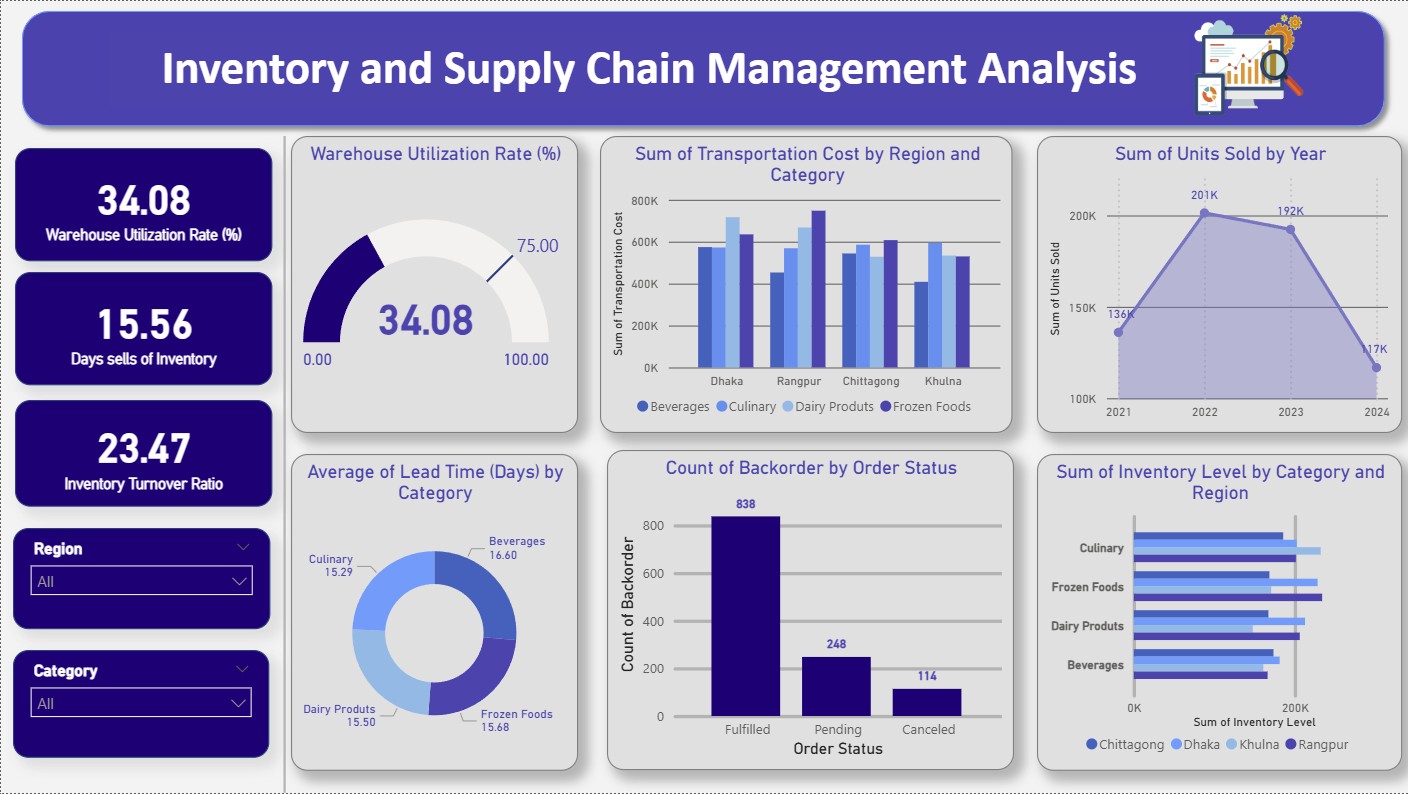 Inventory and Supply Chain Management Analysis
34.08
Warehouse Utilization Rate (%)
15.56
Days sells of Inventory
23.47
Inventory Turnover Ratio
Region
All
Category
All
Warehouse Utilization Rate (%)
75.00
34.08
0.00
100.00
Sum of Transportation Cost by Region and
Category
Sum of Transportation Cost
800K
600K
400K
200K
0K
Dhaka
Rangpur
Chittagong
Khulna
Beverages
Culinary
Dairy Produts
Frozen Foods
Sum of Units Sold by Year
Sum of Units Sold
200K
150K
100K
136K
201K
192K
117K
2021
2022
2023
2024
Average of Lead Time (Days) by
Category
Beverages
16.60
Culinary
15.29
Dairy Produts
15.50
Frozen Foods
15.68
Count of Backorder by Order Status
Count of Backorder
800
600
400
200
0
838
248
114
Fulfilled
Pending
Canceled
Order Status
Sum of Inventory Level by Category and
Region
Culinary
Frozen Foods
Dairy Produts
Beverages
0K
200K
Sum of Inventory Level
Chittagong
Dhaka
Khulna
Rangpur